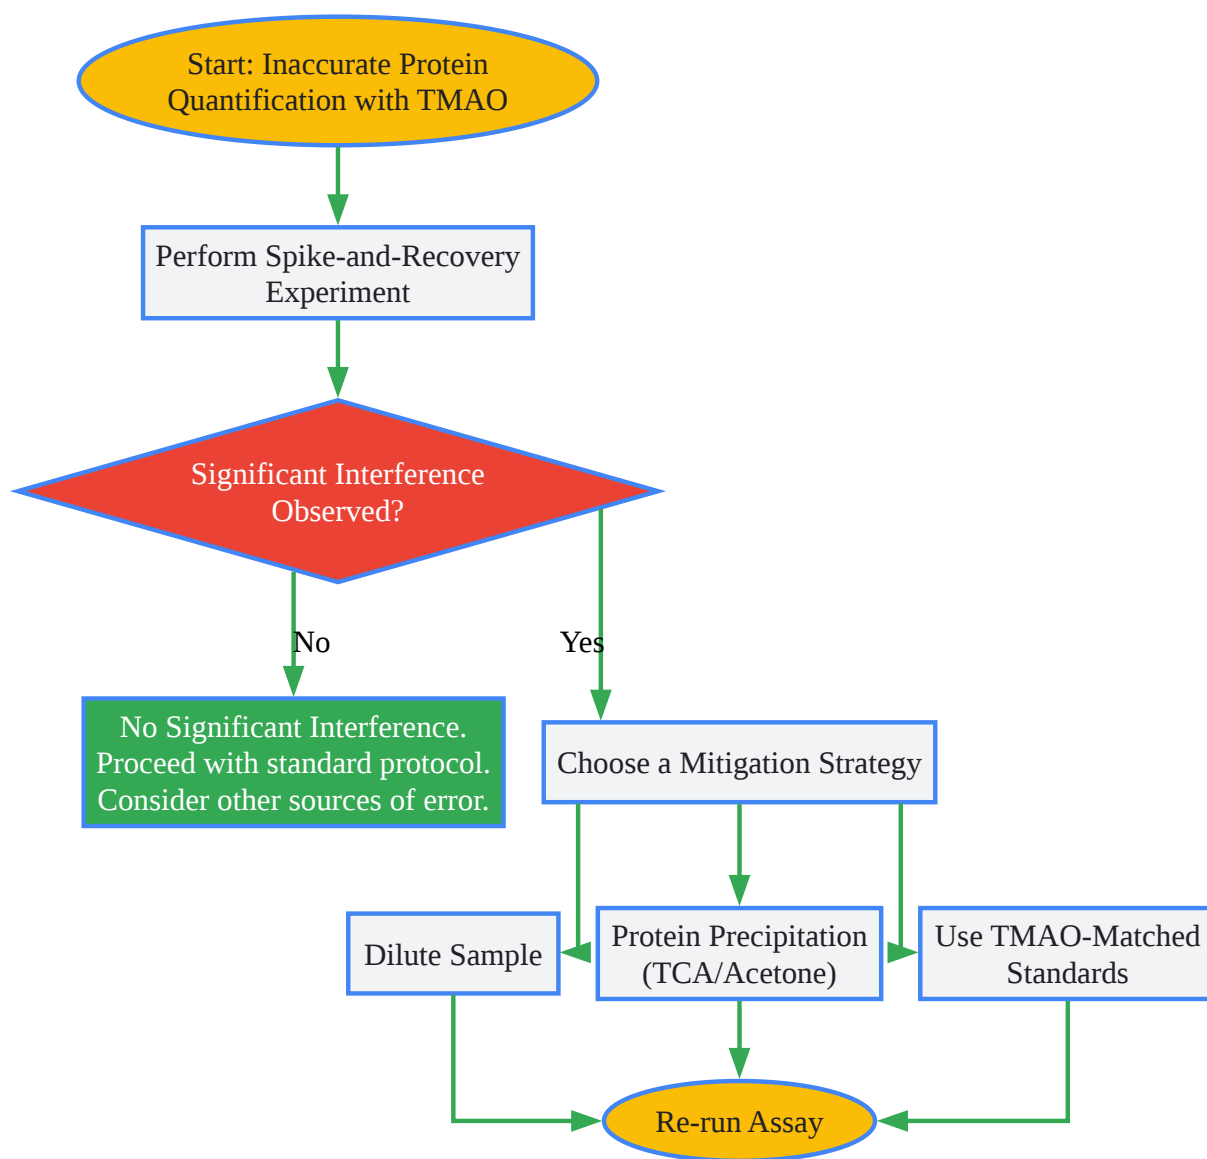 Start: Inaccurate Protein
Quantification with TMAO
Perform Spike-and-Recovery
Experiment
Significant Interference
Observed?
No
Yes
No Significant Interference.
Proceed with standard protocol.
Consider other sources of error.
Choose a Mitigation Strategy
Dilute Sample
Protein Precipitation
(TCA/Acetone)
Use TMAO-Matched
Standards
Re-run Assay